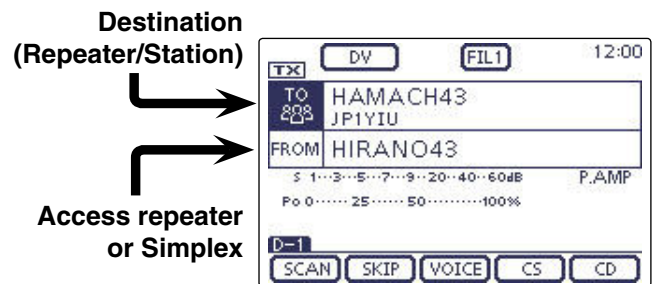 Destination
(Repeater/Station)
Access repeater
or Simplex
DV FIL1 12:00
TX
TO HAMACH43
JP1YIU
FROM HIRANO43
S 1···3···5···7···9··20··40··60dB P.AMP
Po 0······25······50··········100%
D-1
SCAN SKIP VOICE CS CD